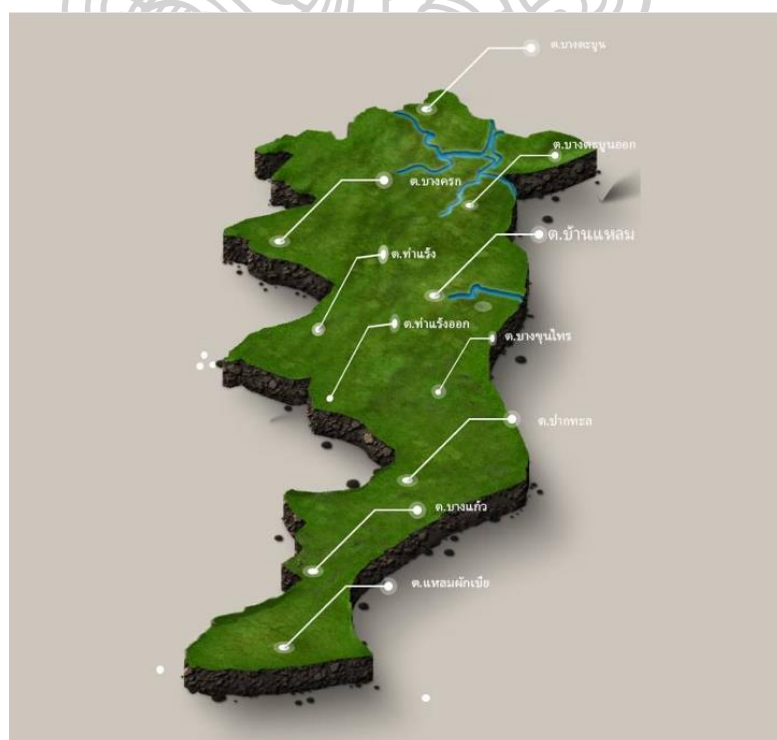 ต.บางตะบูน
ต.บางตะบูนออก
ต.บางครก
ต.บ้านแหลม
ต.ท่าแร้ง
ต.ท่าแร้งออก
ต.บางขุนไทร
ต.ปากทะล
ต.บางแก้ว
ต.แหลมผักเบีย